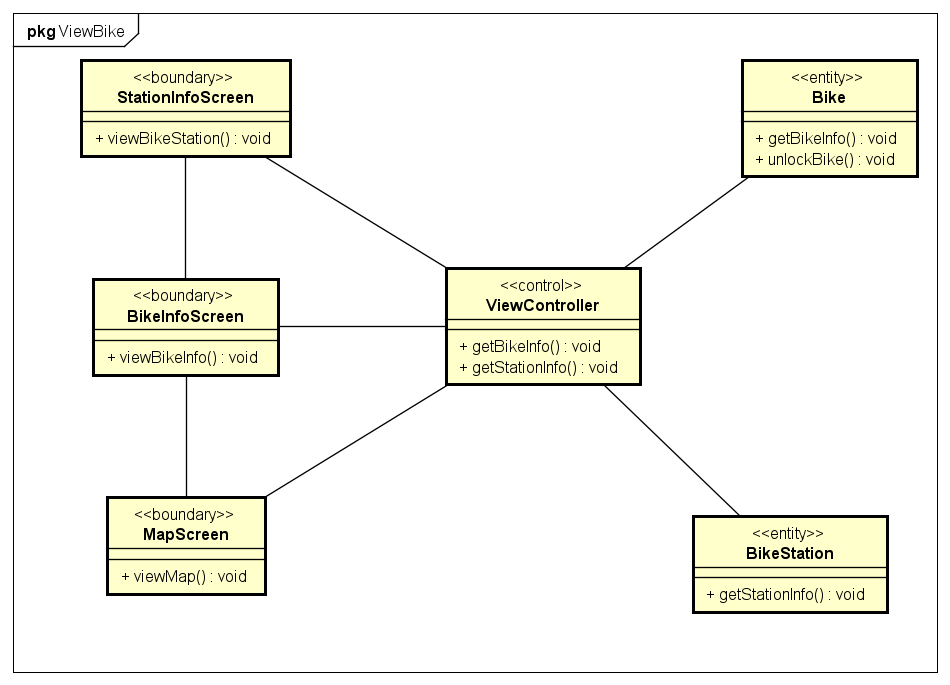 pkg ViewBike
<<boundary>>
StationInfoScreen
+ viewBikeStation() : void
<<entity>>
Bike
+ getBikeInfo() : void
+ unlockBike() : void
<<boundary>>
BikeInfoScreen
+ viewBikeInfo() : void
<<control>>
ViewController
+ getBikeInfo() : void
+ getStationInfo() : void
<<boundary>>
MapScreen
+ viewMap() : void
<<entity>>
BikeStation
+ getStationInfo() : void